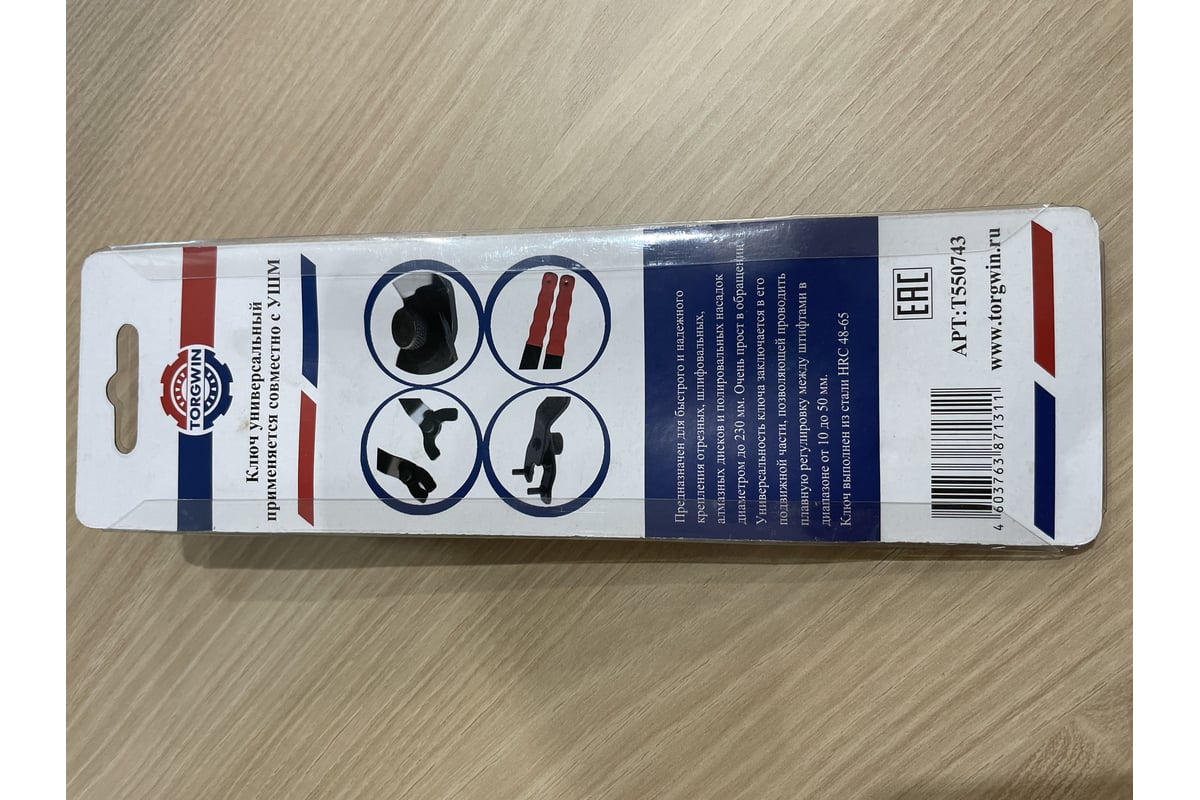 TORGWIN
Ключ универсальный
применяется совместно с УШМ
Предназначен для быстрого и надежного
крепления отрезных, шлифовальных,
алмазных дисков и полировальных насадок
диаметром до 230 мм. Очень прост в обращении.
Универсальность ключа заключается в его
подвижной части, позволяющей проводить
плавную регулировку между штифтами в
диапазоне от 10 до 50 мм.
Ключ выполнен из стали HRC 48-65
EAC
АРТ:Т550743
www.torgwin.ru
4 603763 871311